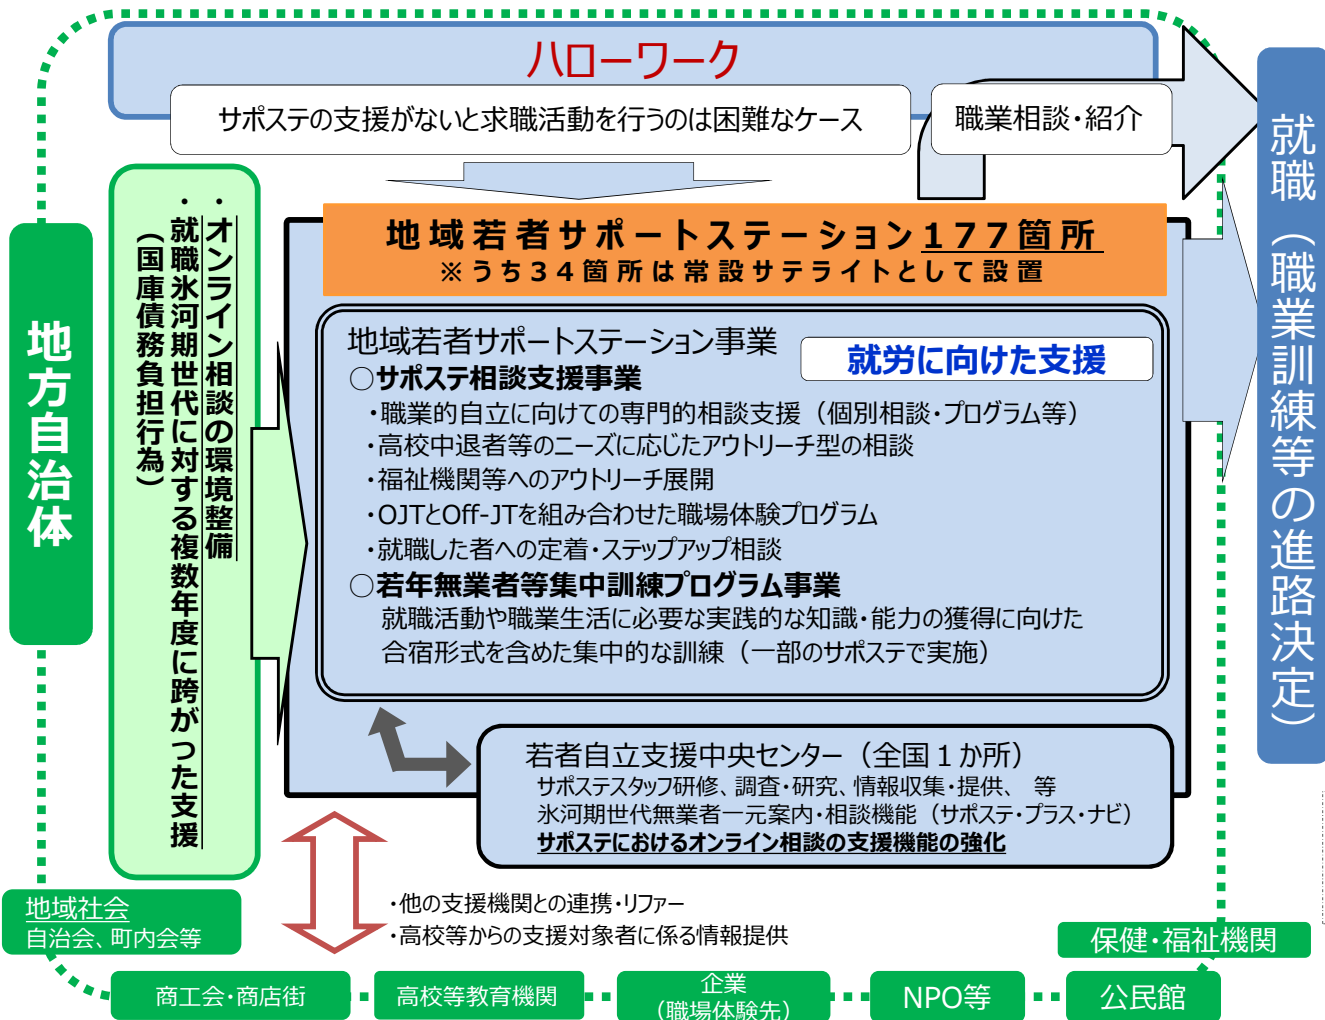 ハローワーク
サポステの支援がないと求職活動を行うのは困難なケース
職業相談・紹介
就職（職業訓練等の進路決定）
地方自治体
・オンライン相談の環境整備
・就職氷河期世代に対する複数年度に跨がった支援
（国庫債務負担行為）
地域若者サポートステーション１７７箇所
※うち３４箇所は常設サテライトとして設置
地域若者サポートステーション事業
就労に向けた支援
○サポステ相談支援事業
・職業的自立に向けての専門的相談支援（個別相談・プログラム等）
・高校中退者等のニーズに応じたアウトリーチ型の相談
・福祉機関等へのアウトリーチ展開
・OJTとOff-JTを組み合わせた職場体験プログラム
・就職した者への定着・ステップアップ相談
○若年無業者等集中訓練プログラム事業
就職活動や職業生活に必要な実践的な知識・能力の獲得に向けた
合宿形式を含めた集中的な訓練（一部のサポステで実施）
若者自立支援中央センター（全国１か所）
サポステスタッフ研修、調査・研究、情報収集・提供、 等
氷河期世代無業者一元案内・相談機能（サポステ・プラス・ナビ）
サポステにおけるオンライン相談の支援機能の強化
・他の支援機関との連携・リファー
・高校等からの支援対象者に係る情報提供
地域社会
自治会、町内会等
保健・福祉機関
商工会・商店街
高校等教育機関
企業
（職場体験先）
NPO等
公民館